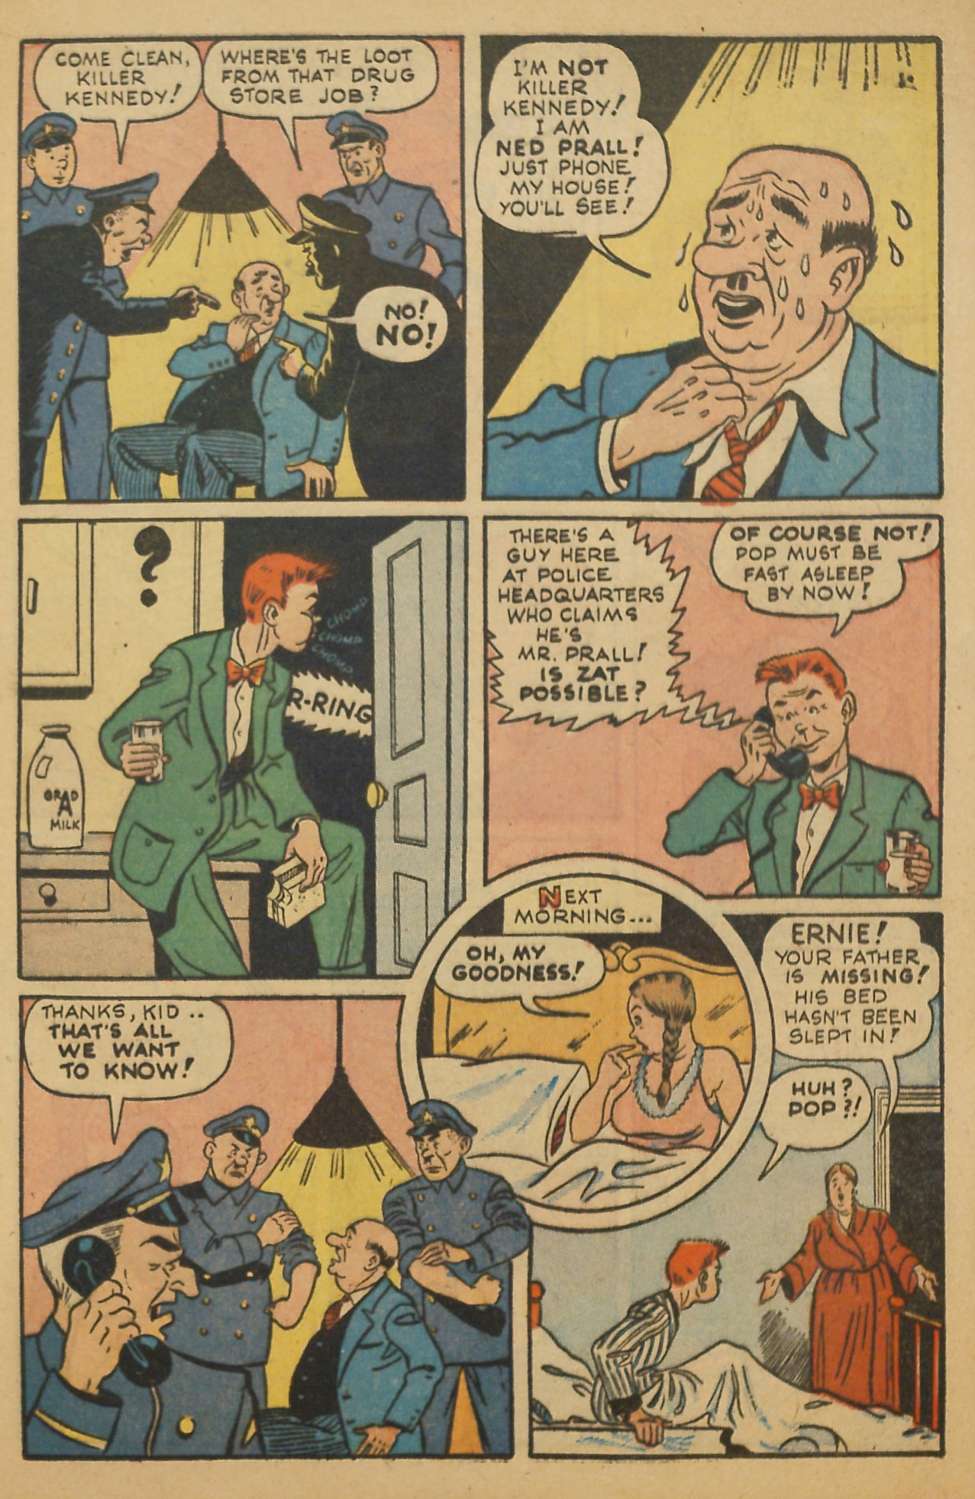 COME CLEAN,
KILLER
KENNEDY!
WHERE'S THE LOOT
FROM THAT DRUG
STORE JOB?
NO!
NO!
I'M NOT
KILLER
KENNEDY!
I AM
NED PRALL!
JUST PHONE
MY HOUSE!
YOU'LL SEE!
?
CHOMP
CHOMP
CHOMP
R-RING
GRAD
A
MILK
THERE'S A
GUY HERE
AT POLICE
HEADQUARTERS
WHO CLAIMS
HE'S
MR. PRALL!
IS ZAT
POSSIBLE?
OF COURSE NOT!
POP MUST BE
FAST ASLEEP
BY NOW!
THANKS, KID..
THAT'S ALL
WE WANT
TO KNOW!
NEXT
MORNING...
OH, MY
GOODNESS!
ERNIE!
YOUR FATHER
IS MISSING!
HIS BED
HASN'T BEEN
SLEPT IN!
HUH?
POP?!